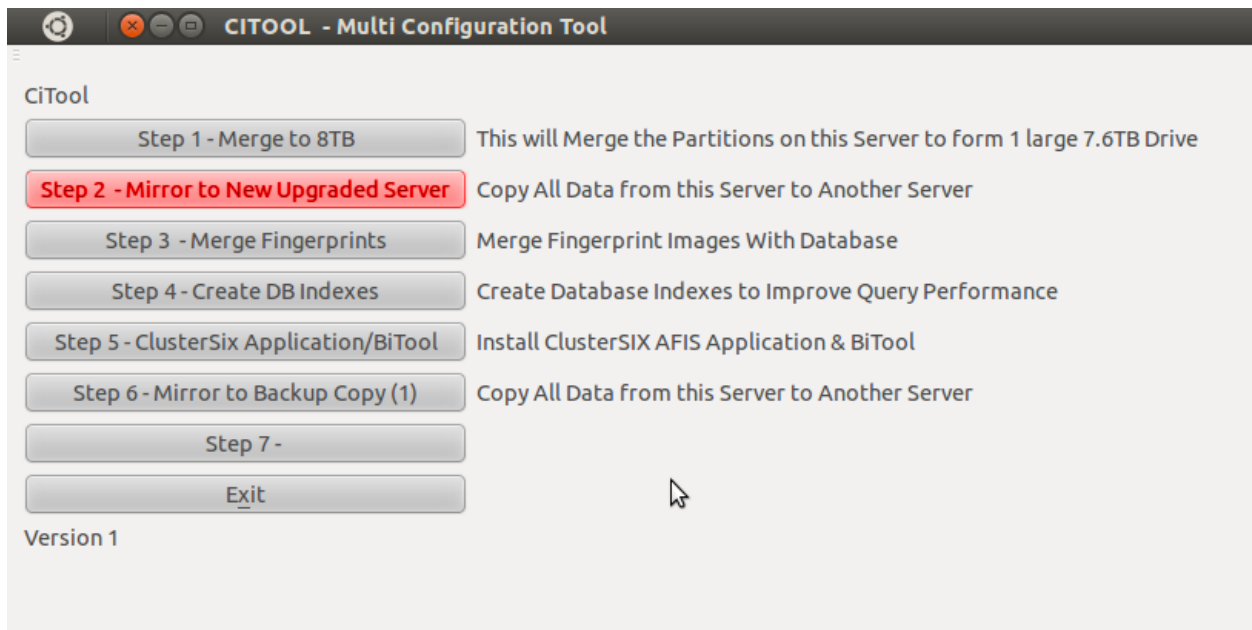 CITOOL - Multi Configuration Tool
CiTool
Step 1 - Merge to 8TB This will Merge the Partitions on this Server to form 1 large 7.6TB Drive
Step 2 - Mirror to New Upgraded Server Copy All Data from this Server to Another Server
Step 3 - Merge Fingerprints Merge Fingerprint Images With Database
Step 4 - Create DB Indexes Create Database Indexes to Improve Query Performance
Step 5 - ClusterSix Application/BiTool Install ClusterSIX AFIS Application & BiTool
Step 6 - Mirror to Backup Copy (1) Copy All Data from this Server to Another Server
Step 7 -
Exit
Version 1